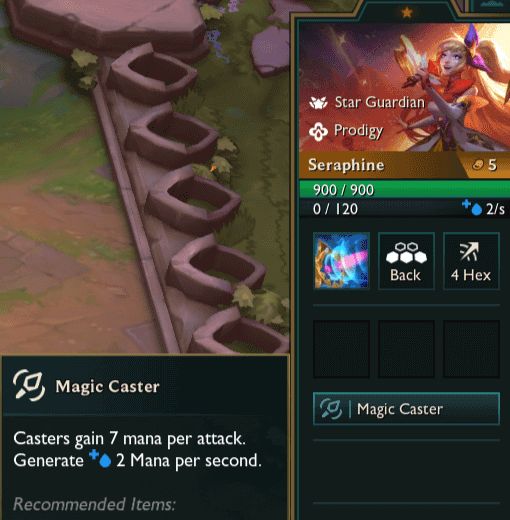 Star Guardian
Prodigy
Seraphine 5
900 / 900
0 / 120 2/s
Back 4 Hex
Magic Caster
Magic Caster
Casters gain 7 mana per attack.
Generate 2 Mana per second.
Recommended Items: